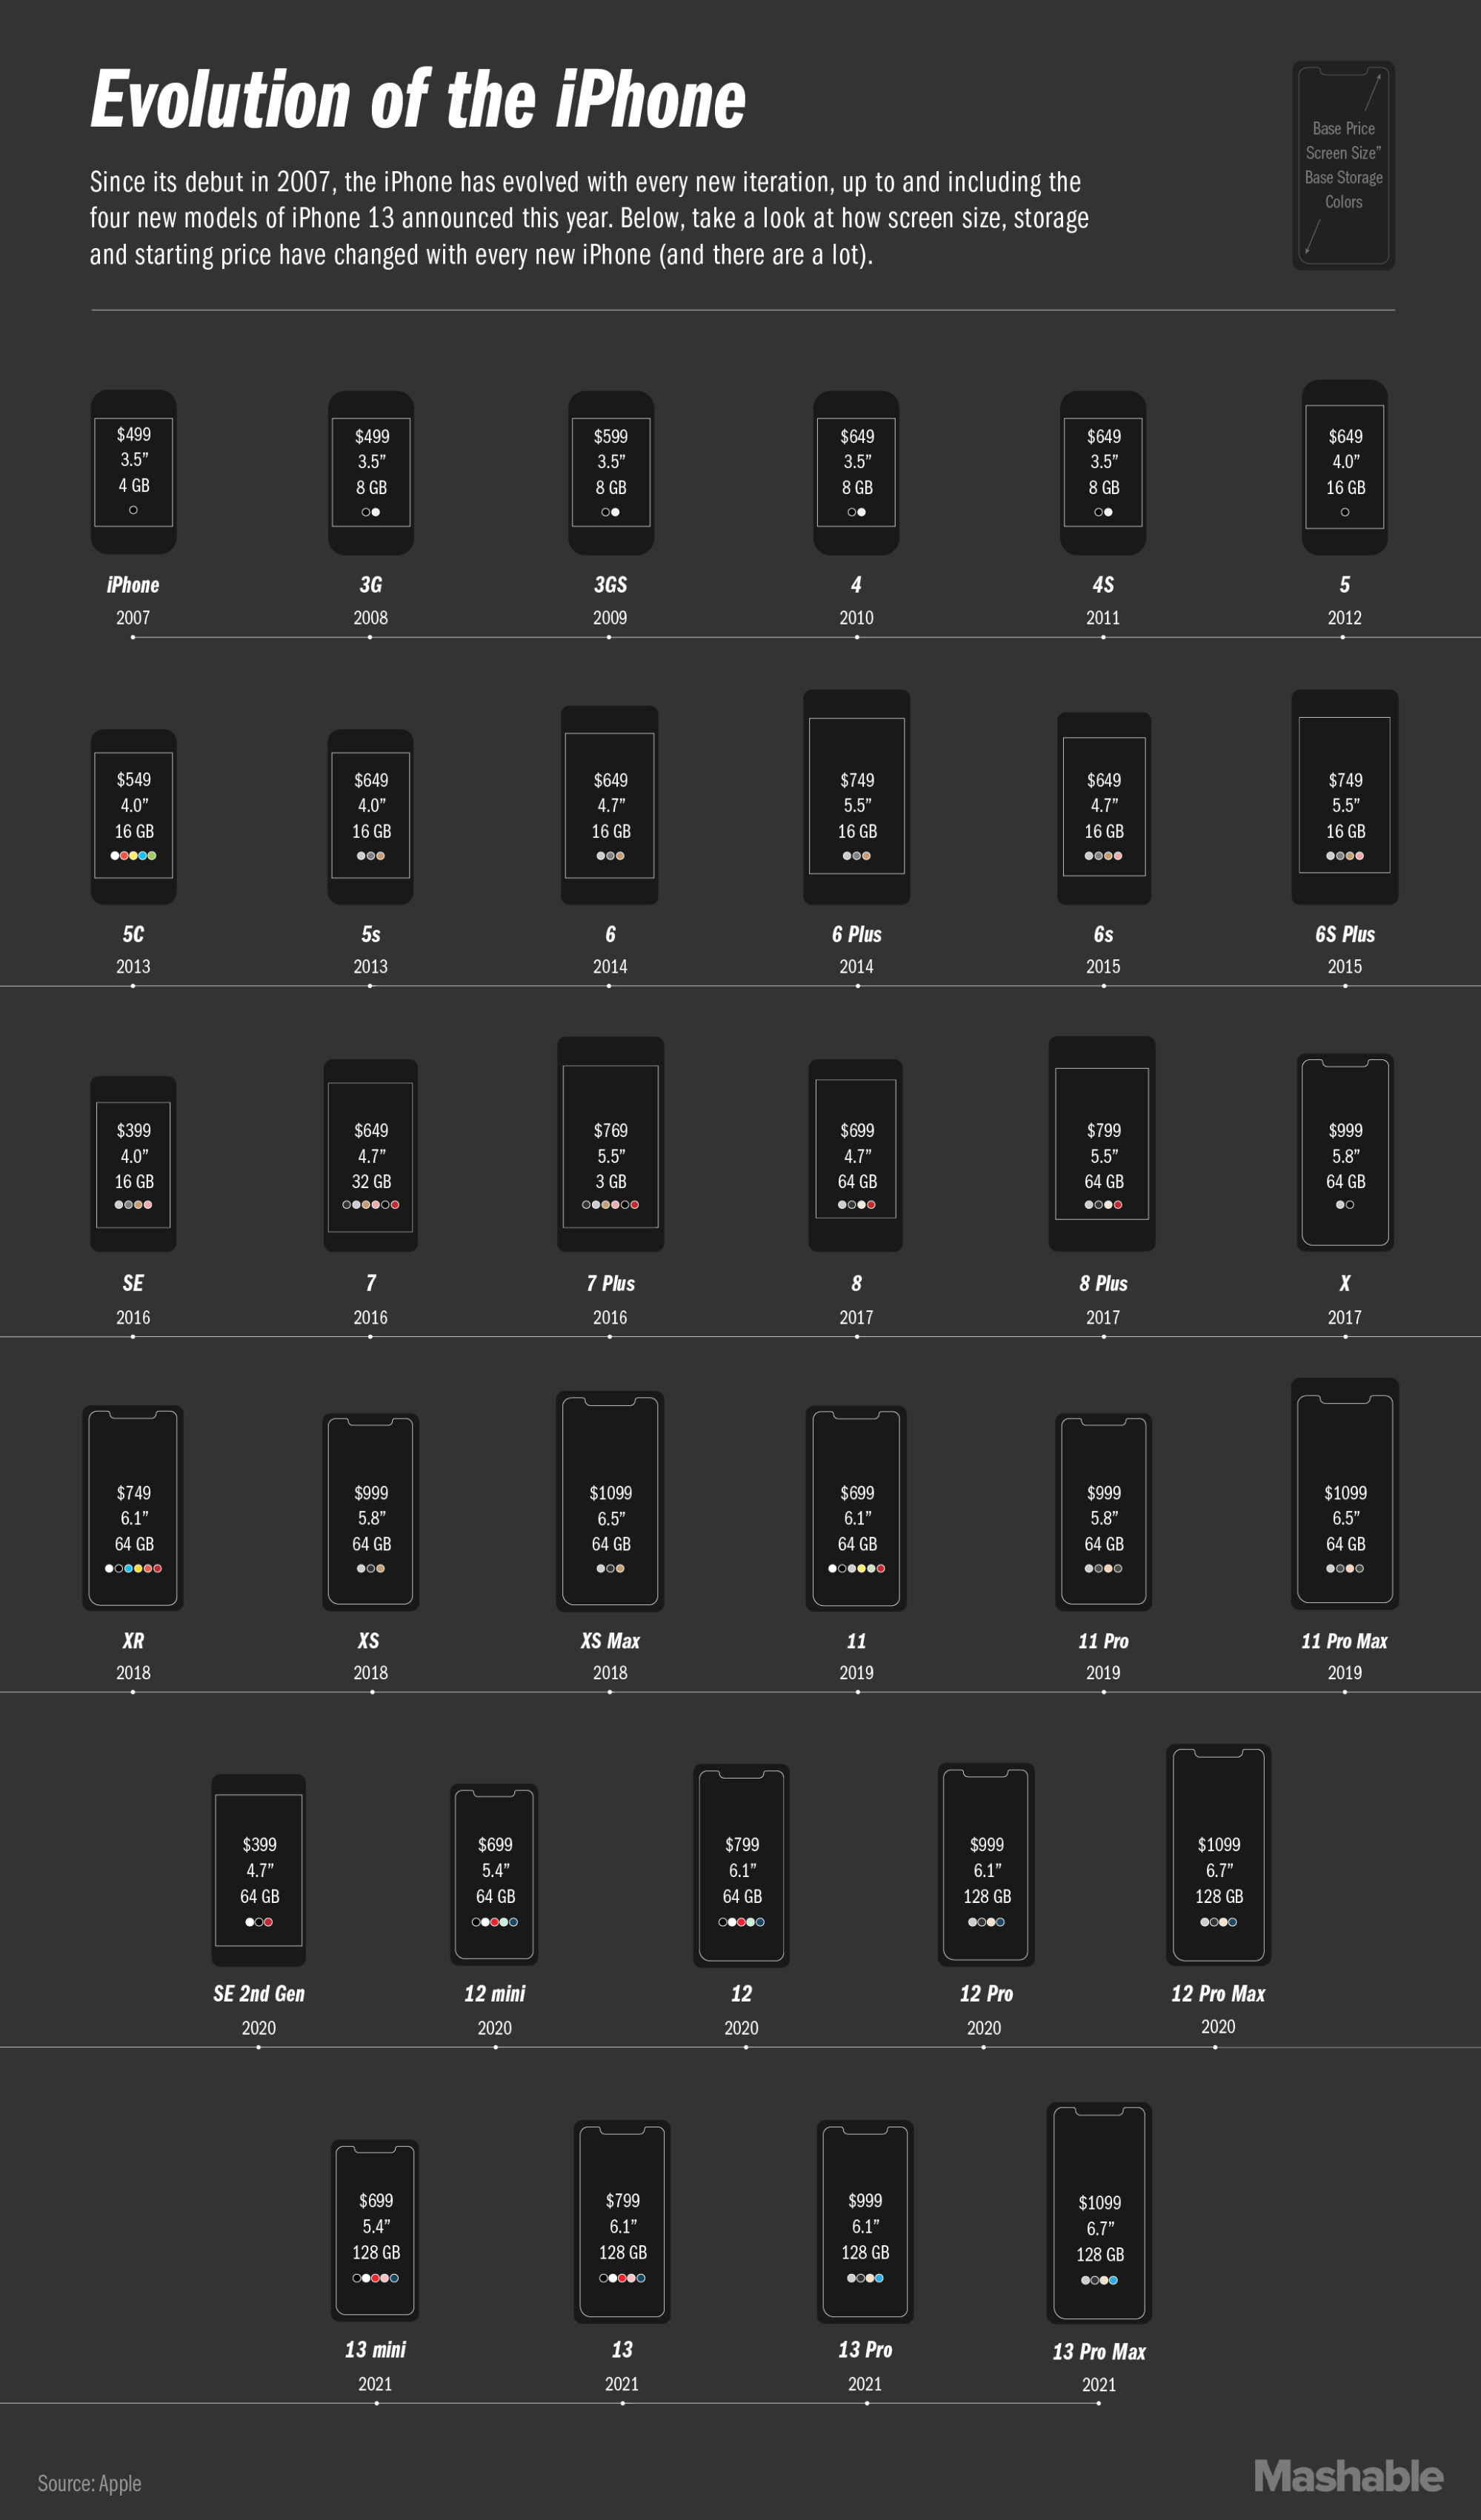 Evolution of the iPhone
Since its debut in 2007, the iPhone has evolved with every new iteration, up to and including the
four new models of iPhone 13 announced this year. Below, take a look at how screen size, storage
and starting price have changed with every new iPhone (and there are a lot).
Base Price
Screen Size”
Base Storage
Colors
$499
3.5”
4 GB
iPhone
2007
$499
3.5”
8 GB
3G
2008
$599
3.5”
8 GB
3GS
2009
$649
3.5”
8 GB
4
2010
$649
3.5”
8 GB
4S
2011
$649
4.0”
16 GB
5
2012
$549
4.0”
16 GB
5C
2013
$649
4.0”
16 GB
5s
2013
$649
4.7”
16 GB
6
2014
$749
5.5”
16 GB
6 Plus
2014
$649
4.7”
16 GB
6s
2015
$749
5.5”
16 GB
6S Plus
2015
$399
4.0”
16 GB
SE
2016
$649
4.7”
32 GB
7
2016
$769
5.5”
3 GB
7 Plus
2016
$699
4.7”
64 GB
8
2017
$799
5.5”
64 GB
8 Plus
2017
$999
5.8”
64 GB
X
2017
$749
6.1”
64 GB
XR
2018
$999
5.8”
64 GB
XS
2018
$1099
6.5”
64 GB
XS Max
2018
$699
6.1”
64 GB
11
2019
$999
5.8”
64 GB
11 Pro
2019
$1099
6.5”
64 GB
11 Pro Max
2019
$399
4.7”
64 GB
SE 2nd Gen
2020
$699
5.4”
64 GB
12 mini
2020
$799
6.1”
64 GB
12
2020
$999
6.1”
128 GB
12 Pro
2020
$1099
6.7”
128 GB
12 Pro Max
2020
$699
5.4”
128 GB
13 mini
2021
$799
6.1”
128 GB
13
2021
$999
6.1”
128 GB
13 Pro
2021
$1099
6.7”
128 GB
13 Pro Max
2021
Source: Apple
Mashable